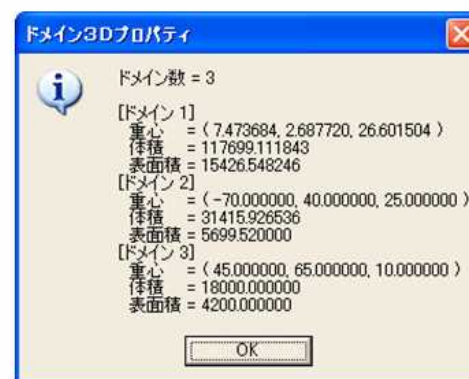 ドメイン3Dプロパティ
ドメイン数 = 3
[ドメイン 1]
重心 = ( 7.473684, 2.687720, 26.601504 )
体積 = 117699.111843
表面積 = 15426.548246
[ドメイン 2]
重心 = ( -70.000000, 40.000000, 25.000000 )
体積 = 31415.926536
表面積 = 5699.520000
[ドメイン 3]
重心 = ( 45.000000, 65.000000, 10.000000 )
体積 = 18000.000000
表面積 = 4200.000000
OK